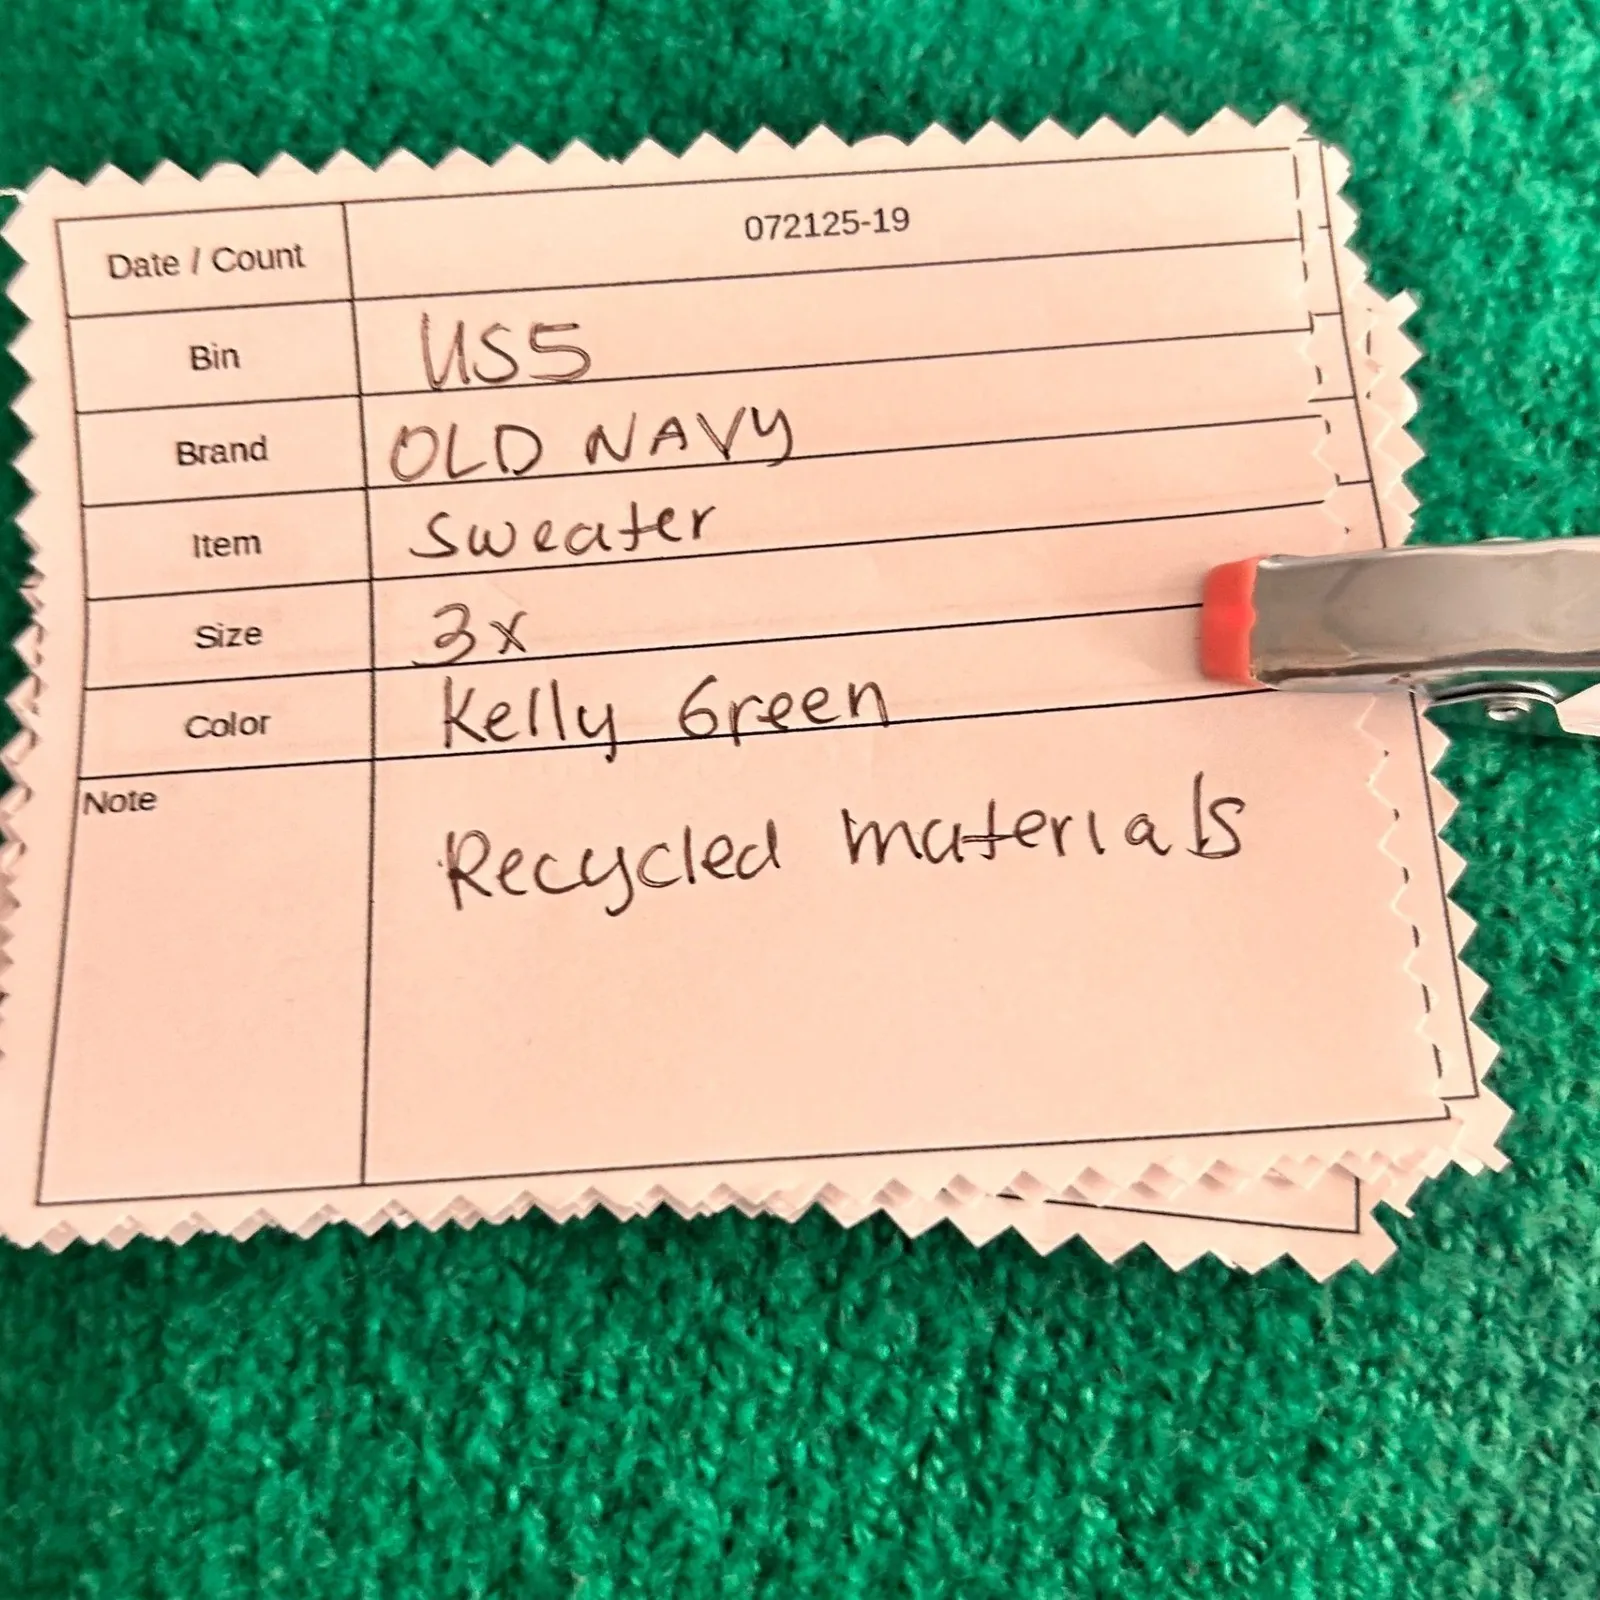 Date / Count 072125-19
Bin US5
Brand OLD NAVY
Item Sweater
Size 3x
Color Kelly Green
Note Recycled materials